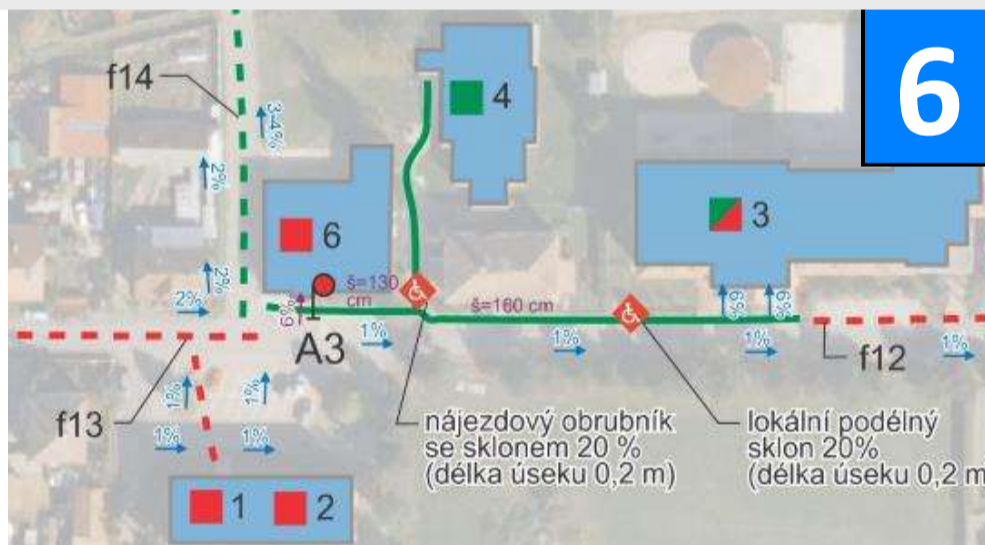 6
f14
3-4%
4
2%
6
3
š=130
cm
2%
2%
6%
š=160 cm
6%
6%
A3
1%
1%
1%
1%
f12
f13
1%
1%
nájezdový obrubník
se sklonem 20 %
(délka úseku 0,2 m)
lokální podélný
sklon 20%
(délka úseku 0,2 m
1%
1%
1
2